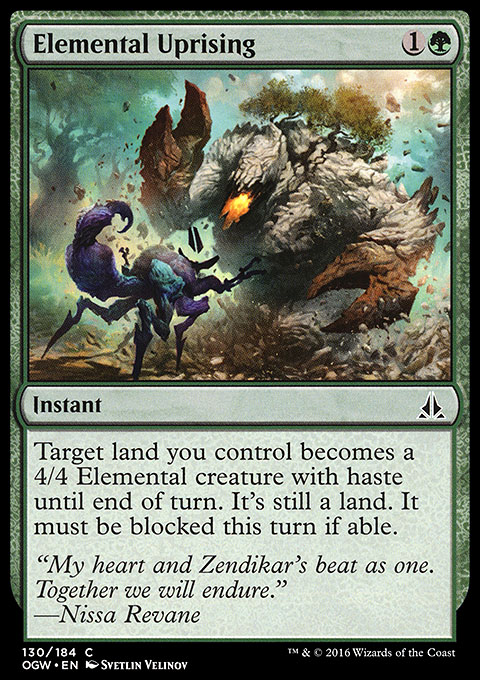 Elemental Uprising 1
Instant
Target land you control becomes a
4/4 Elemental creature with haste
until end of turn. It's still a land. It
must be blocked this turn if able.
“My heart and Zendikar's beat as one.
Together we will endure.”
—Nissa Revane
130/184 C
OGW • EN Svetlin Velinov
™ & © 2016 Wizards of the Coast